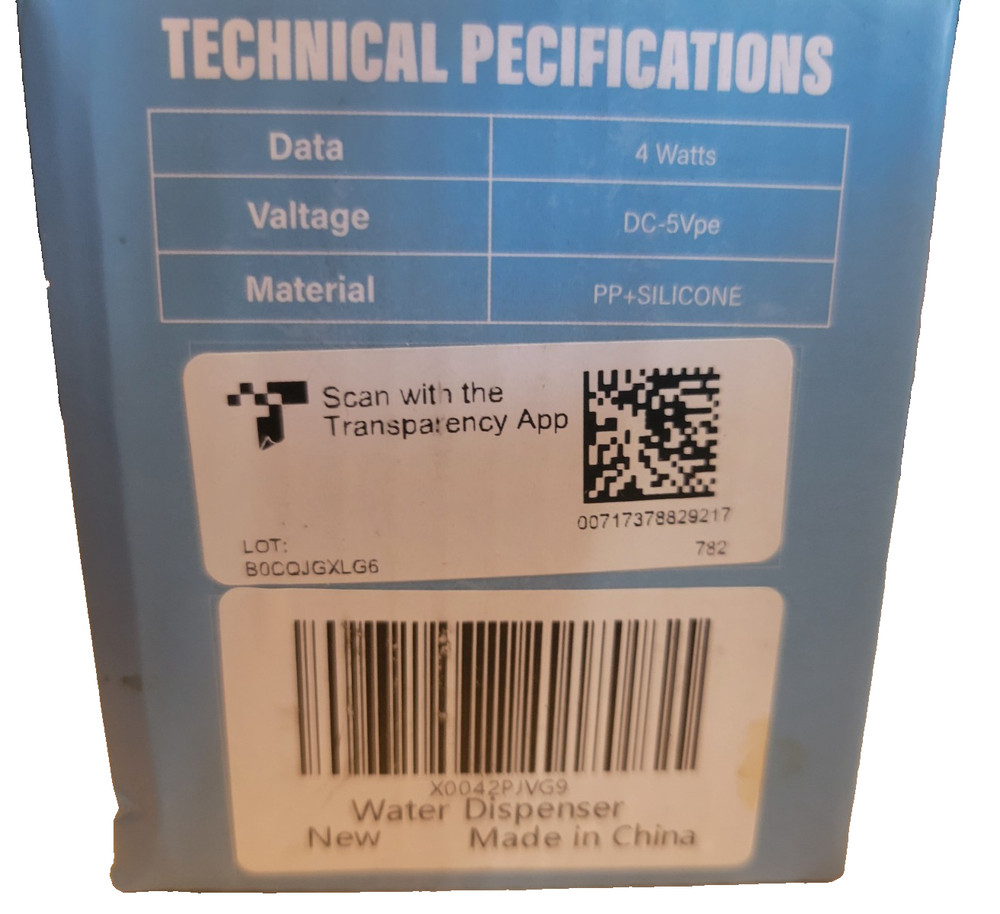 TECHNICAL PECIFICATIONS
Data 4 Watts
Valtage DC-5Vpe
Material PP+SILICONE
Scan with the
Transparency App
00717378829217
LOT: 782
B0CQJGXLG6
X0042PJVG9
Water Dispenser
New Made in China